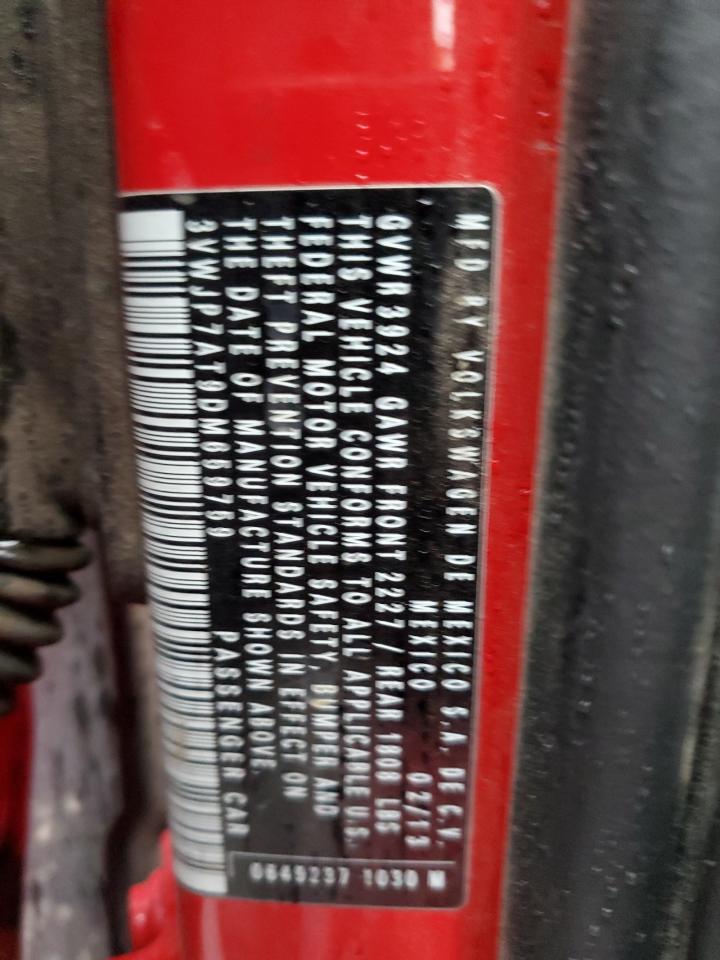 MFD BY VOLKSWAGEN DE MEXICO S.A. DE C.V.
MEXICO 02/13
GVWR 3924 GAWR FRONT 2227 / REAR 1808 LBS
THIS VEHICLE CONFORMS TO ALL APPLICABLE U.S.
FEDERAL MOTOR VEHICLE SAFETY, BUMPER AND
THEFT PREVENTION STANDARDS IN EFFECT ON
THE DATE OF MANUFACTURE SHOWN ABOVE.
3VWJP7AT9DM659759 PASSENGER CAR
0649237 1030 M